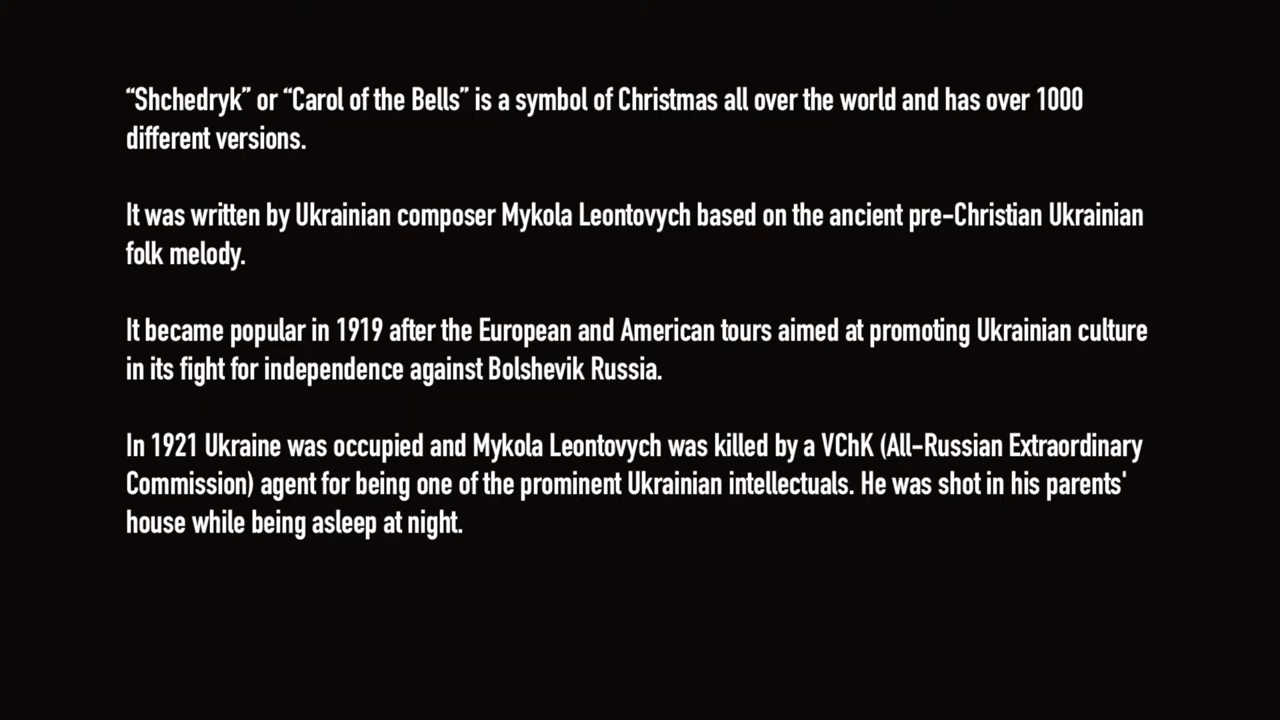 “Shchedryk” or “Carol of the Bells” is a symbol of Christmas all over the world and has over 1000
different versions.
It was written by Ukrainian composer Mykola Leontovych based on the ancient pre-Christian Ukrainian
folk melody.
It became popular in 1919 after the European and American tours aimed at promoting Ukrainian culture
in its fight for independence against Bolshevik Russia.
In 1921 Ukraine was occupied and Mykola Leontovych was killed by a VChK (All-Russian Extraordinary
Commission) agent for being one of the prominent Ukrainian intellectuals. He was shot in his parents'
house while being asleep at night.